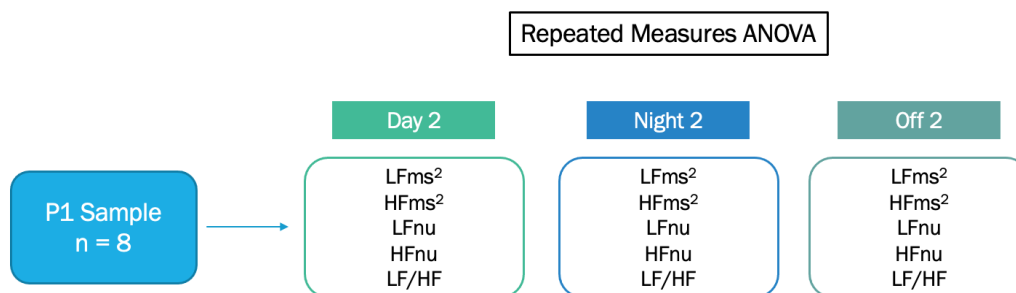 Repeated Measures ANOVA
Day 2
Night 2
Off 2
P1 Sample
n = 8
LFms²
HFms²
LFnu
HFnu
LF/HF
LFms²
HFms²
LFnu
HFnu
LF/HF
LFms²
HFms²
LFnu
HFnu
LF/HF